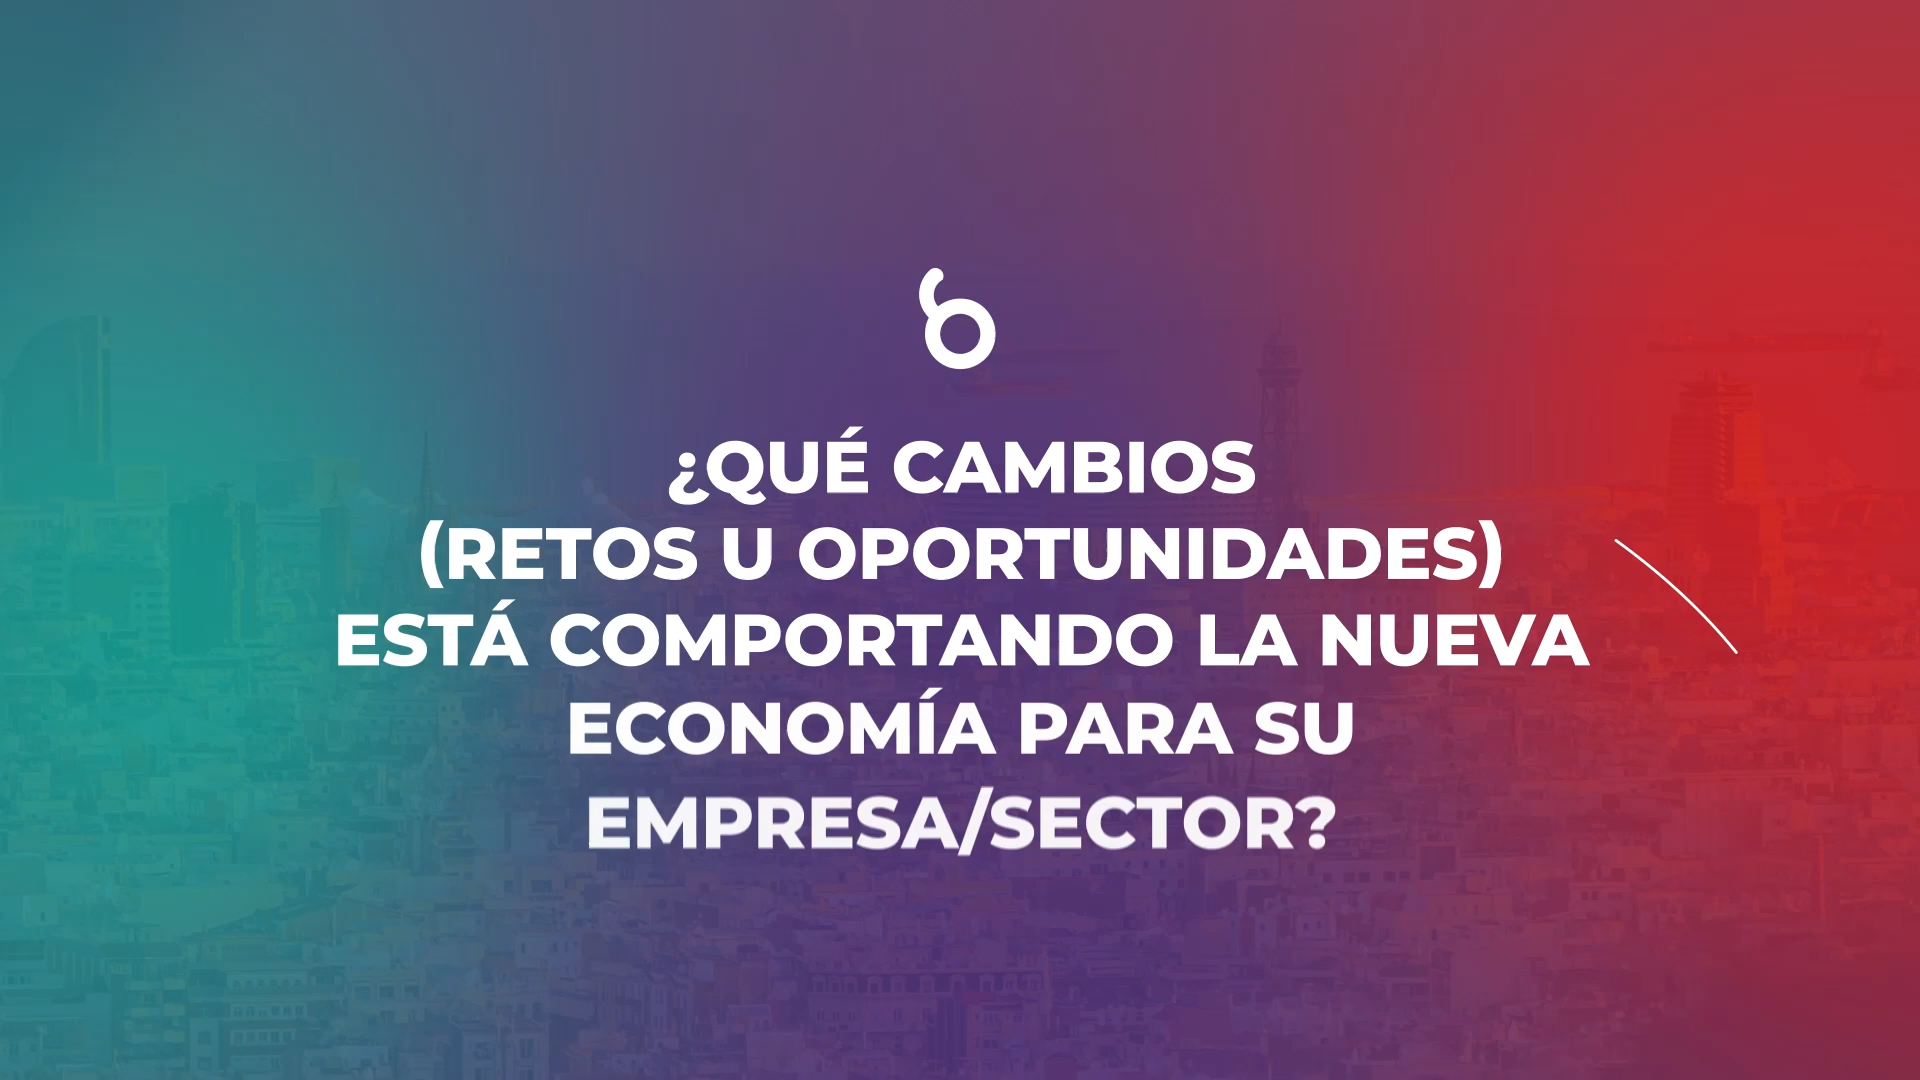 ¿QUÉ CAMBIOS
(RETOS U OPORTUNIDADES)
ESTÁ COMPORTANDO LA NUEVA
ECONOMÍA PARA SU
EMPRESA/SECTOR?